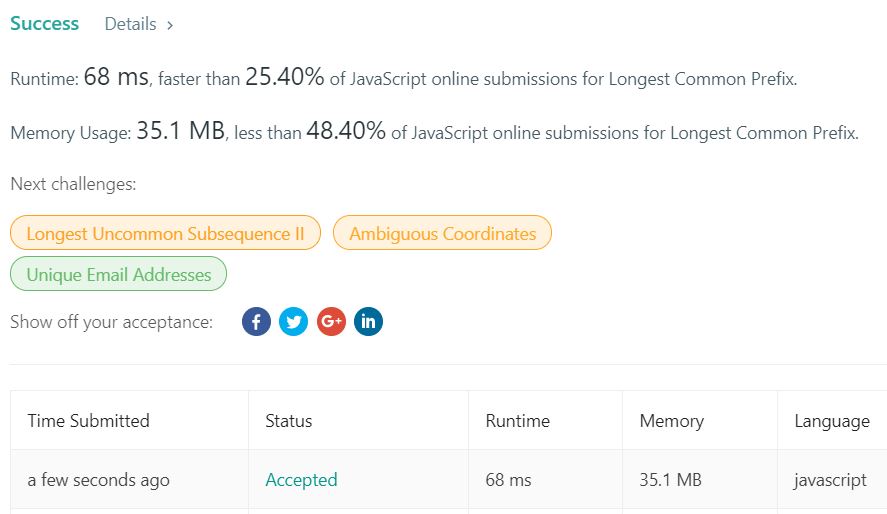 Success Details >
Runtime: 68 ms, faster than 25.40% of JavaScript online submissions for Longest Common Prefix.
Memory Usage: 35.1 MB, less than 48.40% of JavaScript online submissions for Longest Common Prefix.
Next challenges:
Longest Uncommon Subsequence II Ambiguous Coordinates
Unique Email Addresses
Show off your acceptance: f G+ in
Time Submitted Status Runtime Memory Language
a few seconds ago Accepted 68 ms 35.1 MB javascript